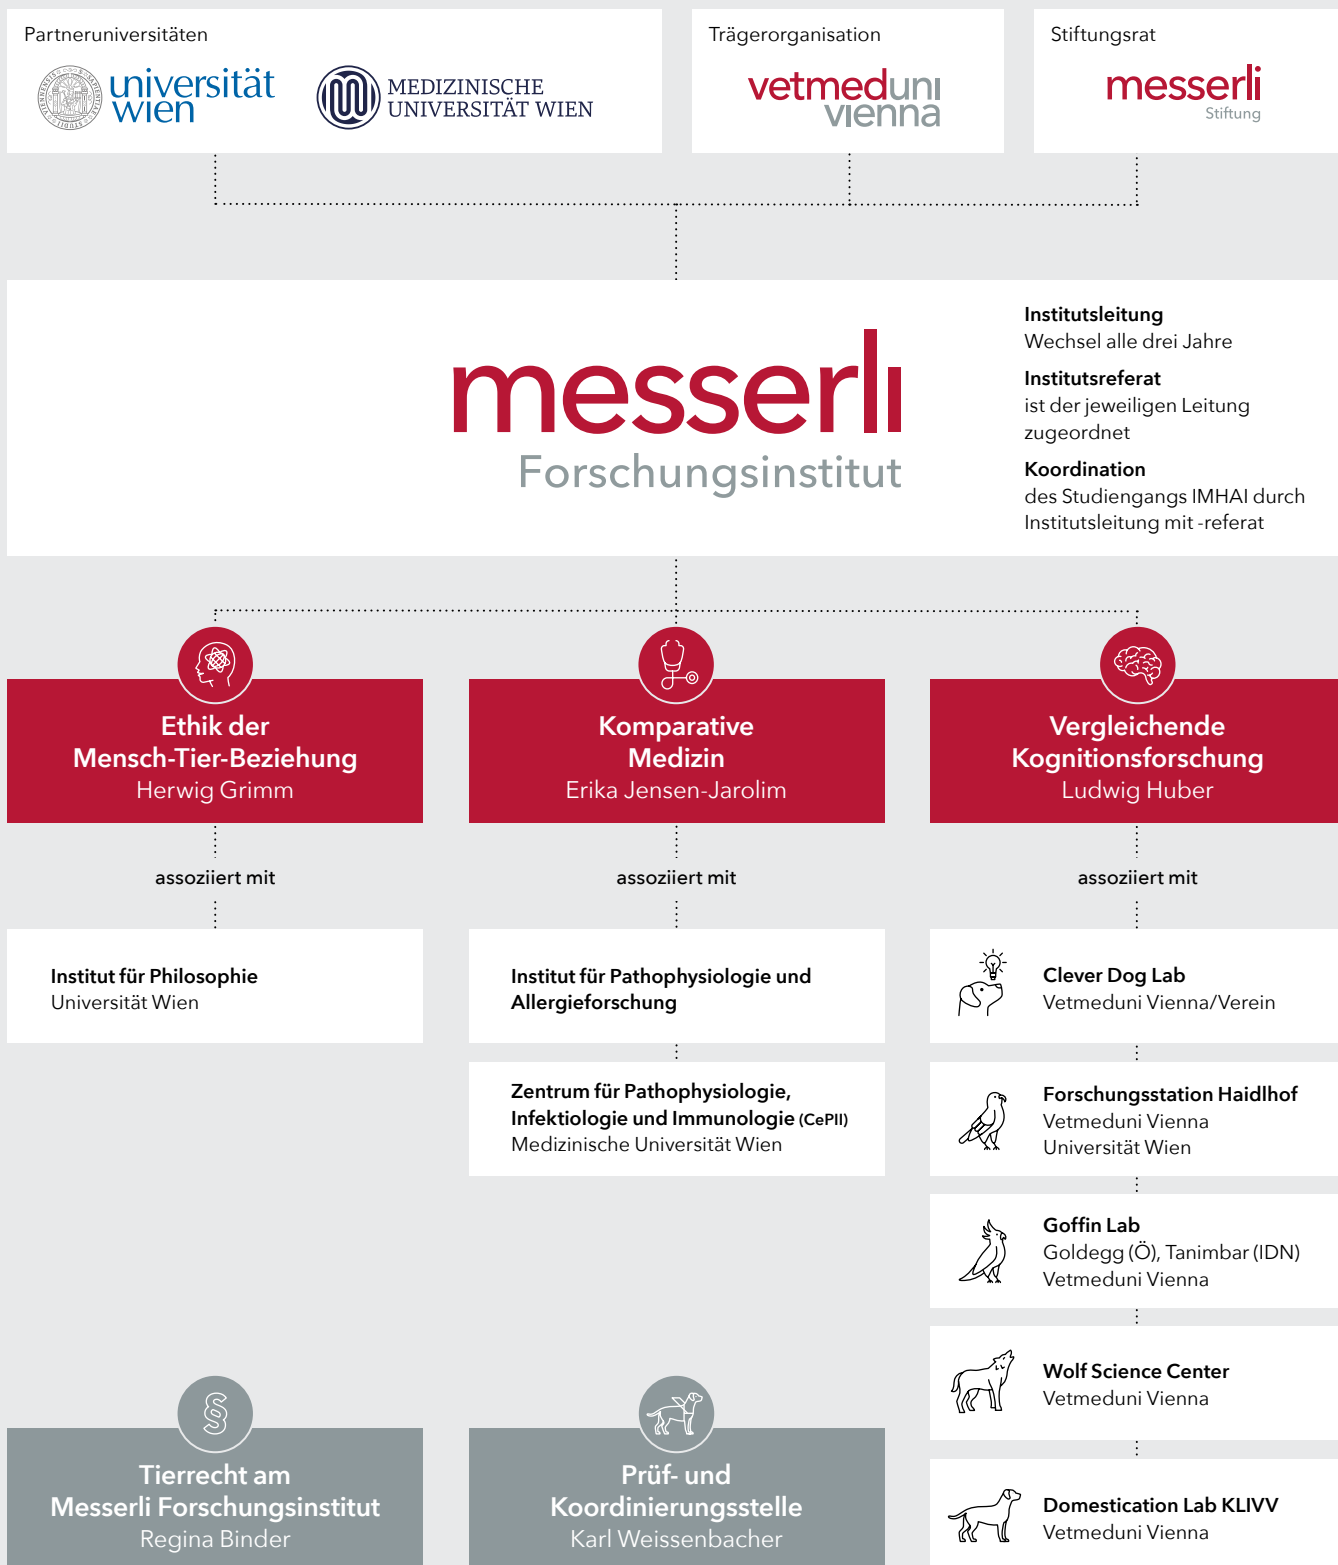 Partneruniversitäten
universität
wien
MEDIZINISCHE
UNIVERSITÄT WIEN
Trägerorganisation
vetmeduni
vienna
Stiftungsrat
messerli
Stiftung
messerli
Forschungsinstitut
Institutsleitung
Wechsel alle drei Jahre
Institutsreferat
ist der jeweiligen Leitung
zugeordnet
Koordination
des Studiengangs IMHAI durch
Institutsleitung mit -referat
Ethik der
Mensch-Tier-Beziehung
Herwig Grimm
Komparative
Medizin
Erika Jensen-Jarolim
Vergleichende
Kognitionsforschung
Ludwig Huber
assoziiert mit
assoziiert mit
assoziiert mit
Institut für Philosophie
Universität Wien
Institut für Pathophysiologie und
Allergieforschung
Zentrum für Pathophysiologie,
Infektiologie und Immunologie (CePII)
Medizinische Universität Wien
Clever Dog Lab
Vetmeduni Vienna/Verein
Forschungsstation Haidlhof
Vetmeduni Vienna
Universität Wien
Goffin Lab
Goldegg (Ö), Tanimbar (IDN)
Vetmeduni Vienna
Wolf Science Center
Vetmeduni Vienna
Domestication Lab KLIVV
Vetmeduni Vienna
§
Tierrecht am
Messerli Forschungsinstitut
Regina Binder
Prüf- und
Koordinierungsstelle
Karl Weissenbacher